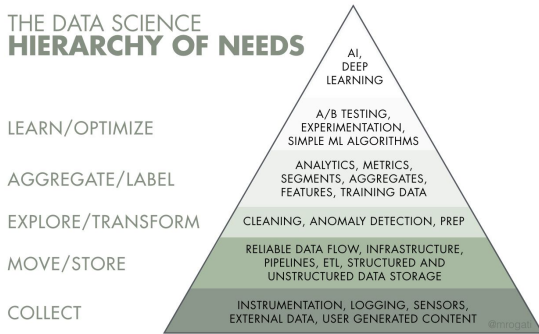 THE DATA SCIENCE
HIERARCHY OF NEEDS
AI,
DEEP
LEARNING
LEARN/OPTIMIZE
A/B TESTING,
EXPERIMENTATION,
SIMPLE ML ALGORITHMS
AGGREGATE/LABEL
ANALYTICS, METRICS,
SEGMENTS, AGGREGATES,
FEATURES, TRAINING DATA
EXPLORE/TRANSFORM
CLEANING, ANOMALY DETECTION, PREP
MOVE/STORE
RELIABLE DATA FLOW, INFRASTRUCTURE,
PIPELINES, ETL, STRUCTURED AND
UNSTRUCTURED DATA STORAGE
COLLECT
INSTRUMENTATION, LOGGING, SENSORS,
EXTERNAL DATA, USER GENERATED CONTENT
@mrogati